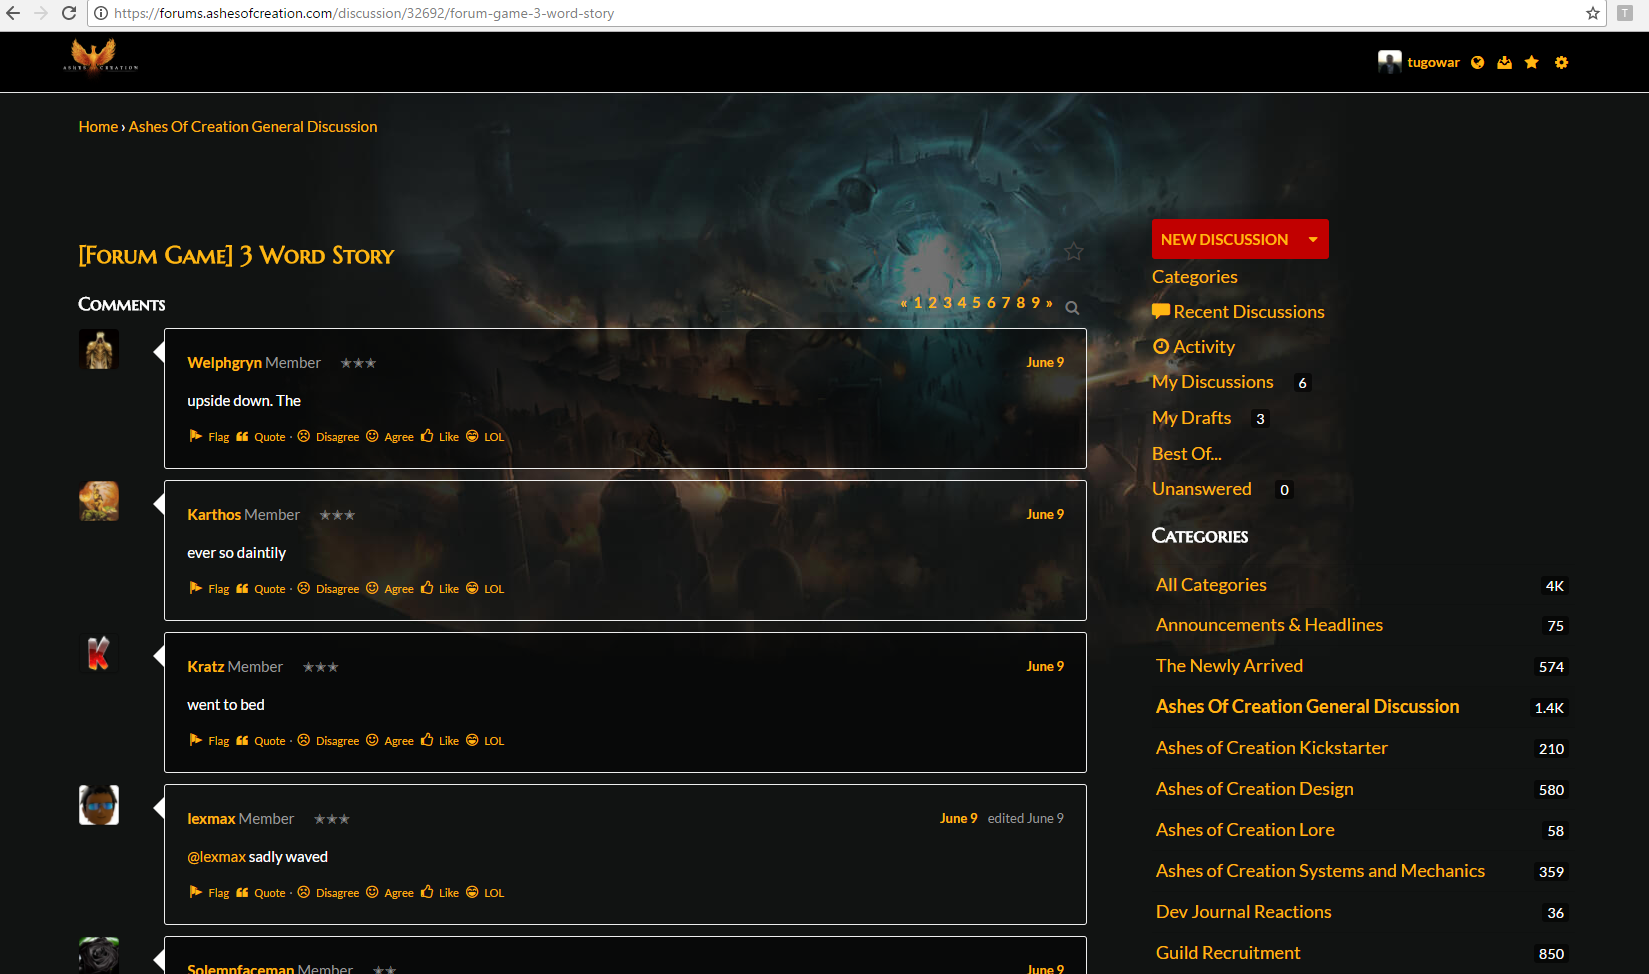 https://forums.ashesofcreation.com/discussion/32692/forum-game-3-word-story
T
ASHES OF CREATION
tugowar
Home › Ashes Of Creation General Discussion
[Forum Game] 3 Word Story
Comments
« 1 2 3 4 5 6 7 8 9 »
Welphgryn Member ★★★ June 9
upside down. The
Flag Quote · Disagree Agree Like LOL
Karthos Member ★★★ June 9
ever so daintily
Flag Quote · Disagree Agree Like LOL
Kratz Member ★★★ June 9
went to bed
Flag Quote · Disagree Agree Like LOL
lexmax Member ★★★ June 9 edited June 9
@lexmax sadly waved
Flag Quote · Disagree Agree Like LOL
Solemnfaceman Member ★★ June 9
NEW DISCUSSION
Categories
Recent Discussions
Activity
My Discussions 6
My Drafts 3
Best Of...
Unanswered 0
Categories
All Categories 4K
Announcements & Headlines 75
The Newly Arrived 574
Ashes Of Creation General Discussion 1.4K
Ashes of Creation Kickstarter 210
Ashes of Creation Design 580
Ashes of Creation Lore 58
Ashes of Creation Systems and Mechanics 359
Dev Journal Reactions 36
Guild Recruitment 850